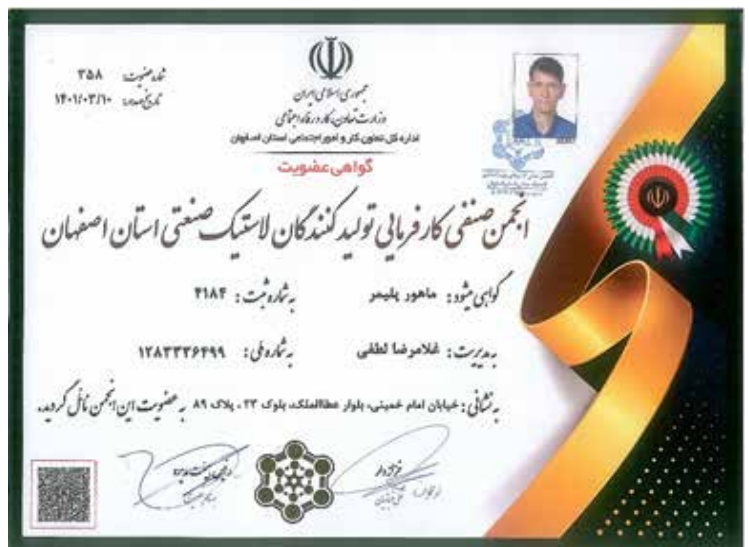 شماره عضویت: ۳۵۸
تاریخ صدور: ۱۴۰۱/۰۳/۱۰
جمهوری اسلامی ایران
وزارت تعاون، کار و رفاه اجتماعی
اداره کل تعاون کار و امور اجتماعی استان اصفهان
گواهی عضویت
انجمن صنفی کارفرمایی تولید کنندگان لاستیک صنعتی استان اصفهان
گواهی میشود: ماهور پلیمر به شماره ثبت: ۴۱۸۴
به مدیریت: غلامرضا لطفی به شماره ملی: ۱۲۸۳۳۳۶۴۹۹
به نشانی: خیابان امام خمینی، بلوار عطاالملک، بلوک ۲۳، پلاک ۸۹ به عضویت این انجمن نائل گردید.